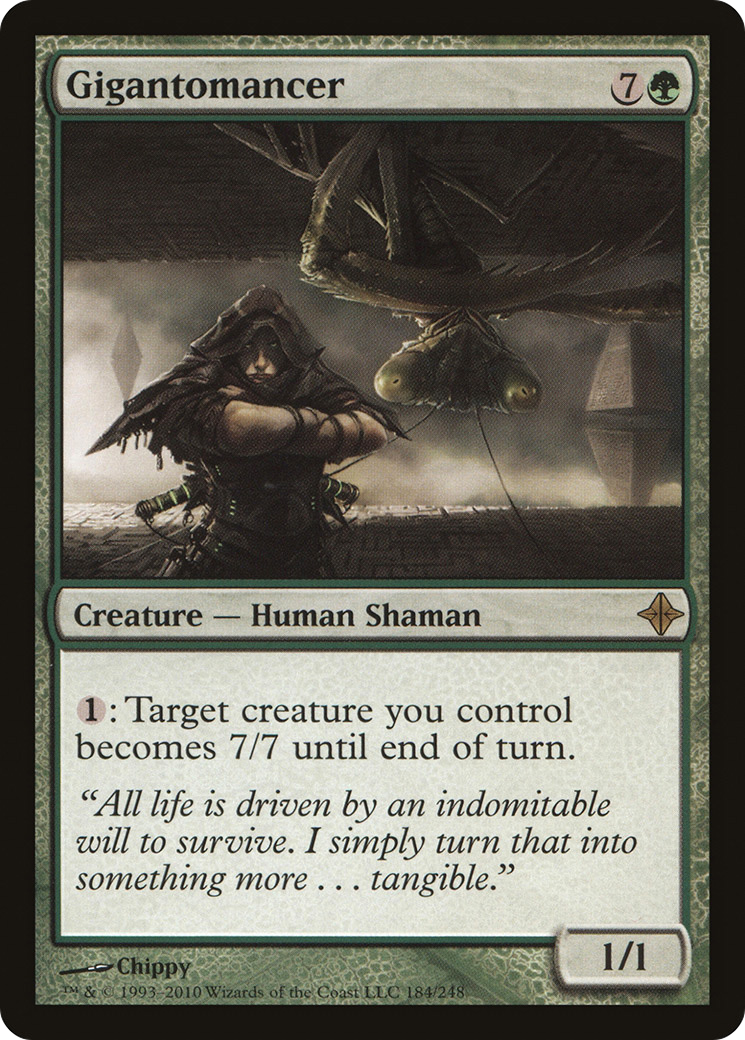 Gigantomancer 7
Creature — Human Shaman
1: Target creature you control
becomes 7/7 until end of turn.
“All life is driven by an indomitable
will to survive. I simply turn that into
something more . . . tangible.”
1/1
Chippy
™ & © 1993–2010 Wizards of the Coast LLC 184/248